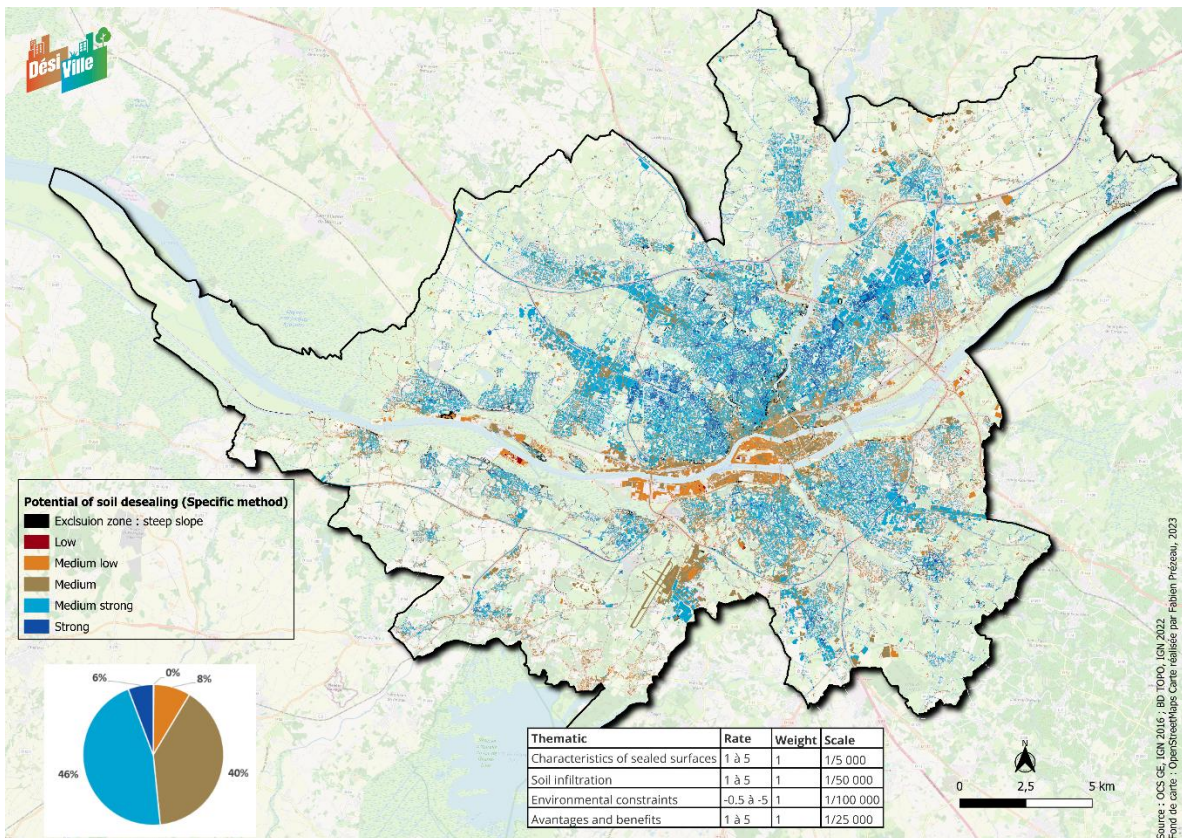 Dési Ville
Potential of soil desealing (Specific method)
Exclsuion zone : steep slope
Low
Medium low
Medium
Medium strong
Strong
0%
6%
8%
46%
40%
Thematic Rate Weight Scale
Characteristics of sealed surfaces 1 à 5 1 1/5 000
Soil infiltration 1 à 5 1 1/50 000
Environmental constraints -0.5 à -5 1 1/100 000
Avantages and benefits 1 à 5 1 1/25 000
N
0 2,5 5 km
Source : OCS GE, IGN 2016 ; BD TOPO, IGN 2022
Fond de carte : OpenStreetMaps Carte réalisée par Fabien Prézeau, 2023